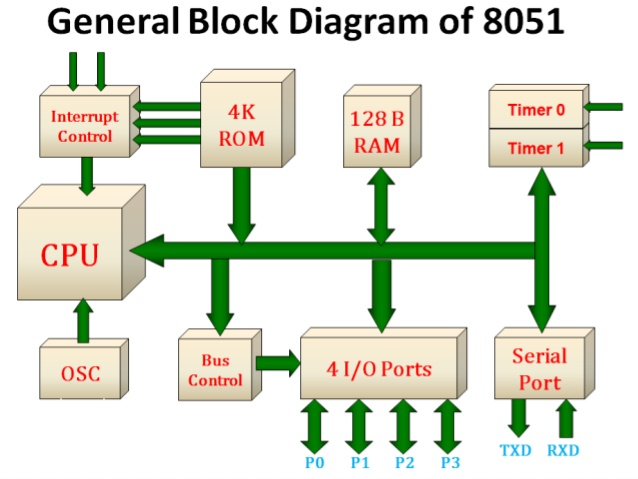 General Block Diagram of 8051
Interrupt
Control
4K
ROM
128 B
RAM
Timer 0
Timer 1
CPU
OSC
Bus
Control
4 I/O Ports
Serial
Port
P0 P1 P2 P3
TXD RXD